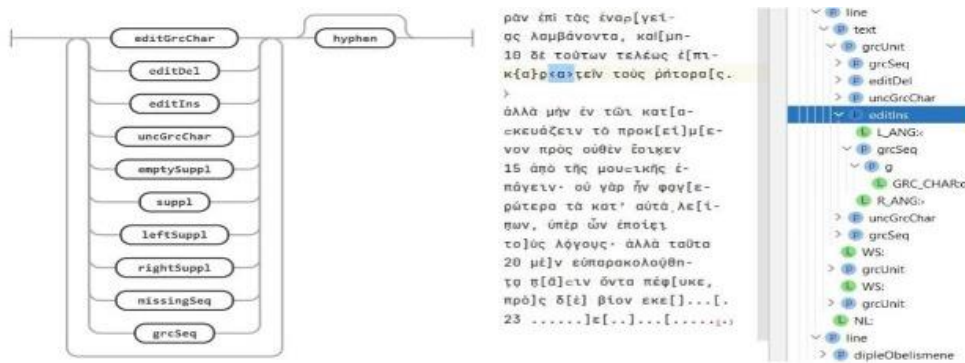 editGrcChar
hyphen
editDel
editIns
uncGrcChar
emptySuppl
suppl
leftSuppl
rightSuppl
missingSeq
grcSeq
ρὰν ἐπὶ τὰς ἐναρ[γεί-
ας λαμβάνοντα, καὶ[μη-
10 δὲ τούτων τελέως ἐ[πι-
κ{α}ρ‹α›τεῖν τοὺς ῥήτορα[ς.
>
ἀλλὰ μὴν ἐν τῶι κατ[α-
ϲκευάζειν τὸ προκ[εί]μ[ε-
νον πρὸς οὐθὲν ἔοικεν
15 ἀπὸ τῆς μουϲικῆς ἐ-
πάγειν· οὐ γὰρ ἦν φαν[ε-
ρώτερα τὰ κατ' αὐτὰ λε[ί-
πων, ὑπὲρ ὧν ἐποίει
το]ὺς λόγους· ἀλλὰ ταῦτα
20 μὲ]ν εὐπαρακολούθη-
τα π[ᾶ]ϲιν ὄντα πέφ[υκε,
πρὸ]ς δ[ὲ] βίον εκε[]...[.
23 ......]ε[..]...[.....
line
text
grcUnit
grcSeq
editDel
uncGrcChar
editIns
L_ANG:‹
grcSeq
g
GRC_CHAR:α
R_ANG:›
uncGrcChar
grcSeq
WS:
grcUnit
WS:
grcUnit
NL:
line
dipleObelismene